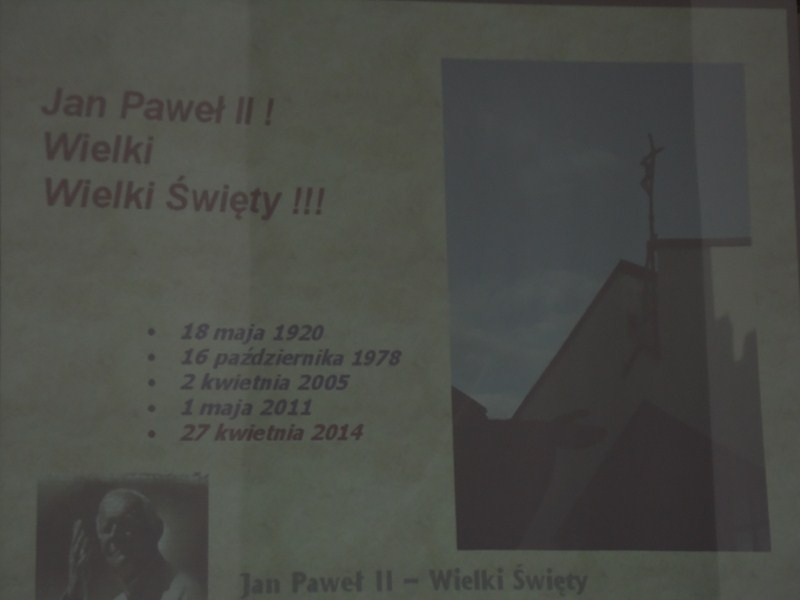 Jan Paweł II !
Wielki
Wielki Święty !!!
• 18 maja 1920
• 16 października 1978
• 2 kwietnia 2005
• 1 maja 2011
• 27 kwietnia 2014
Jan Paweł II – Wielki Święty